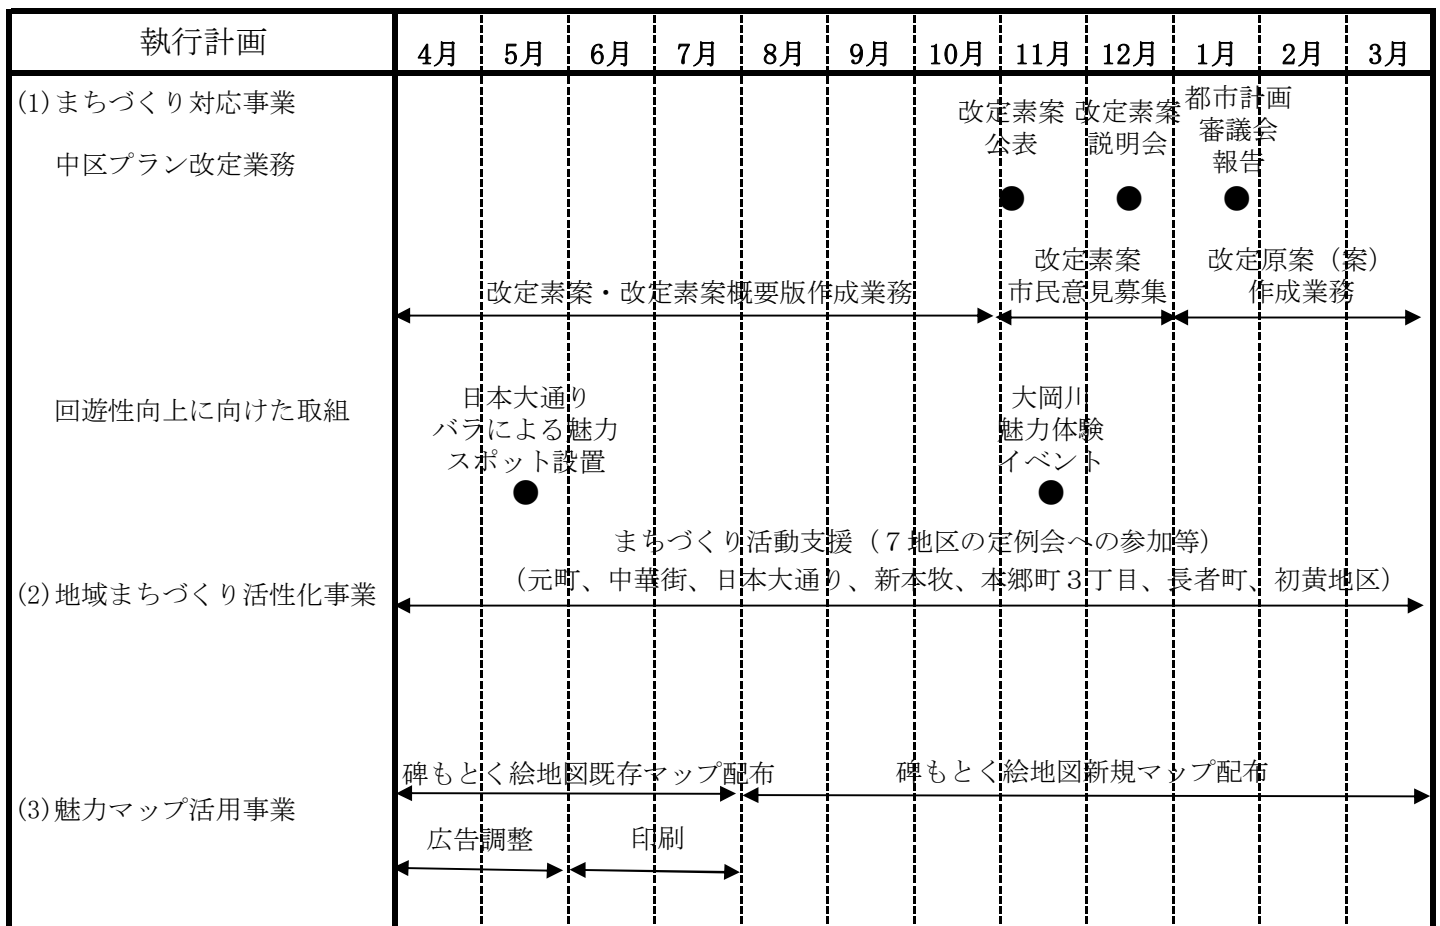 執行計画
4月 5月 6月 7月 8月 9月 10月 11月 12月 1月 2月 3月
(1)まちづくり対応事業
中区プラン改定業務
改定素案
公表
改定素案
説明会
都市計画
審議会
報告
改定素案・改定素案概要版作成業務
改定素案
市民意見募集
改定原案（案）
作成業務
回遊性向上に向けた取組
日本大通り
バラによる魅力
スポット設置
大岡川
魅力体験
イベント
(2)地域まちづくり活性化事業
まちづくり活動支援（７地区の定例会への参加等）
（元町、中華街、日本大通り、新本牧、本郷町３丁目、長者町、初黄地区）
(3)魅力マップ活用事業
碑もとく絵地図既存マップ配布
碑もとく絵地図新規マップ配布
広告調整
印刷